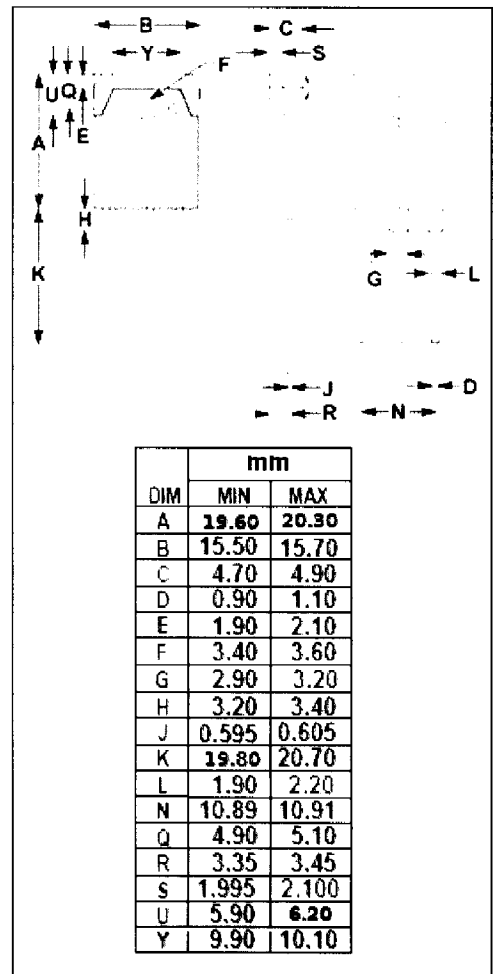 B
C
Y
S
F
U Q
E
A
H
K
G
L
J
D
R
N
mm
DIM MIN MAX
A 19.60 20.30
B 15.50 15.70
C 4.70 4.90
D 0.90 1.10
E 1.90 2.10
F 3.40 3.60
G 2.90 3.20
H 3.20 3.40
J 0.595 0.605
K 19.80 20.70
L 1.90 2.20
N 10.89 10.91
Q 4.90 5.10
R 3.35 3.45
S 1.995 2.100
U 5.90 6.20
Y 9.90 10.10